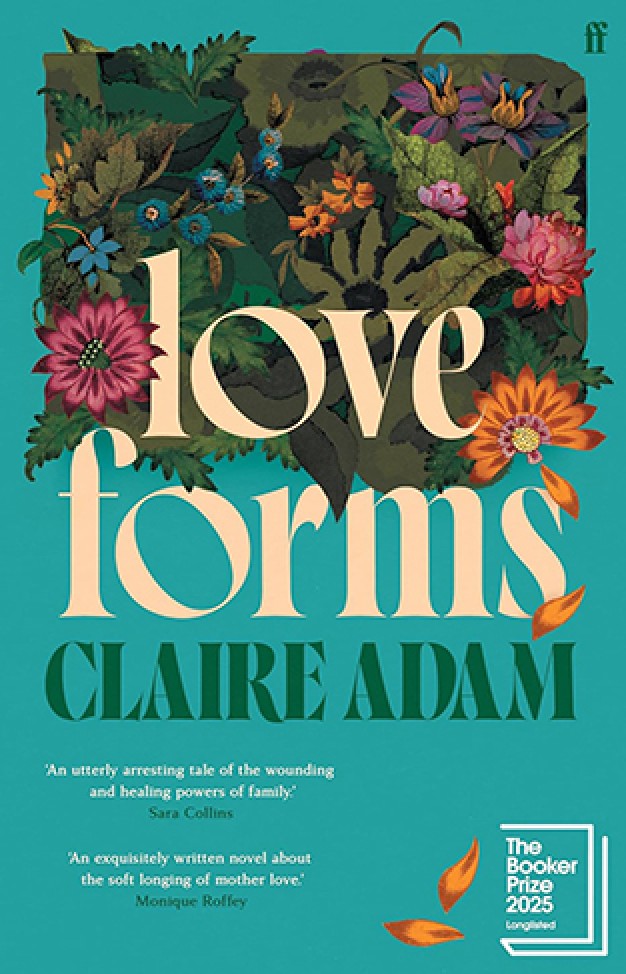 ff
love
forms
CLAIRE ADAM
'An utterly arresting tale of the wounding
and healing powers of family.'
Sara Collins
'An exquisitely written novel about
the soft longing of mother love.'
Monique Roffey
The
Booker
Prize
2025
Longlisted